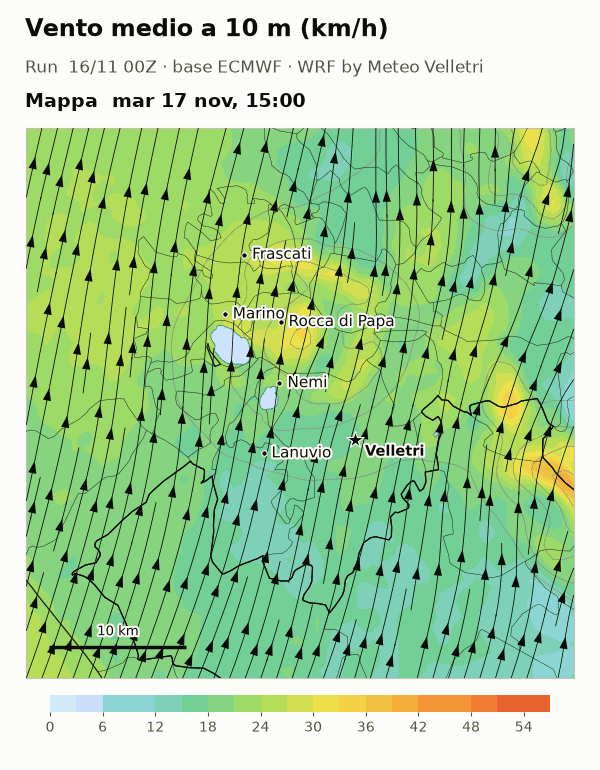 Vento medio a 10 m (km/h)
Run  16/11 00Z · base ECMWF · WRF by Meteo Velletri
Mappa  mar 17 nov, 15:00
Frascati
Marino
Rocca di Papa
Nemi
Velletri
Lanuvio
10 km
0 6 12 18 24 30 36 42 48 54